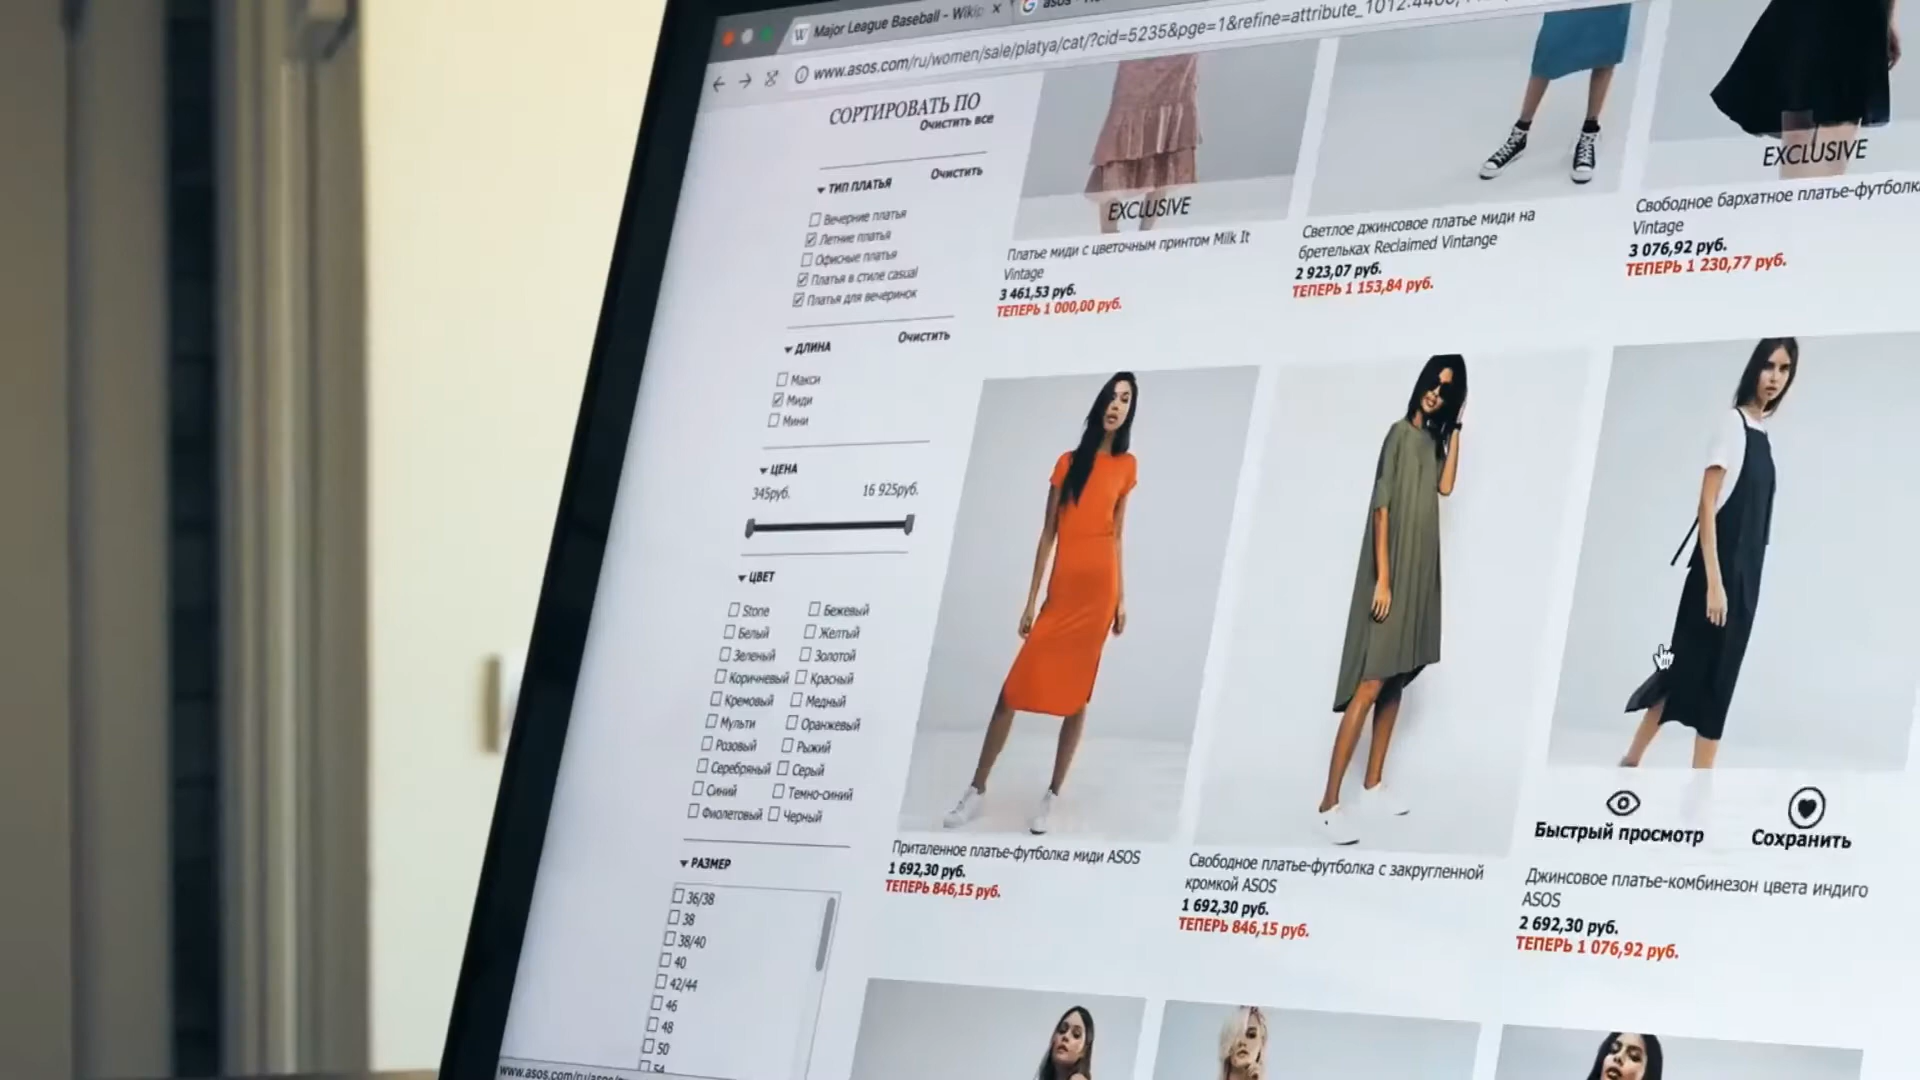 Major League Baseball - Wikip
www.asos.com/ru/women/sale/platya/cat/?cid=5235&pge=1&refine=attribute_1012:4400,
СОРТИРОВАТЬ ПО
Очистить все
ТИП ПЛАТЬЯ
Очистить
Вечерние платья
Летние платья
Офисные платья
Платья в стиле casual
Платья для вечеринок
ДЛИНА
Очистить
Макси
Миди
Мини
ЦЕНА
345руб.
16 925руб.
ЦВЕТ
Stone
Бежевый
Белый
Желтый
Зеленый
Золотой
Коричневый
Красный
Кремовый
Медный
Мульти
Оранжевый
Розовый
Рыжий
Серебряный
Серый
Синий
Темно-синий
Фиолетовый
Черный
РАЗМЕР
36/38
38
38/40
40
42/44
46
48
50
54
EXCLUSIVE
Платье миди с цветочным принтом Milk It
Vintage
3 461,53 руб.
ТЕПЕРЬ 1 000,00 руб.
Светлое джинсовое платье миди на
бретельках Reclaimed Vintange
2 923,07 руб.
ТЕПЕРЬ 1 153,84 руб.
EXCLUSIVE
Свободное бархатное платье-футболка
Vintage
3 076,92 руб.
ТЕПЕРЬ 1 230,77 руб.
Приталенное платье-футболка миди ASOS
1 692,30 руб.
ТЕПЕРЬ 846,15 руб.
Свободное платье-футболка с закругленной
кромкой ASOS
1 692,30 руб.
ТЕПЕРЬ 846,15 руб.
Быстрый просмотр
Сохранить
Джинсовое платье-комбинезон цвета индиго
ASOS
2 692,30 руб.
ТЕПЕРЬ 1 076,92 руб.
www.asos.com/ru/asos/